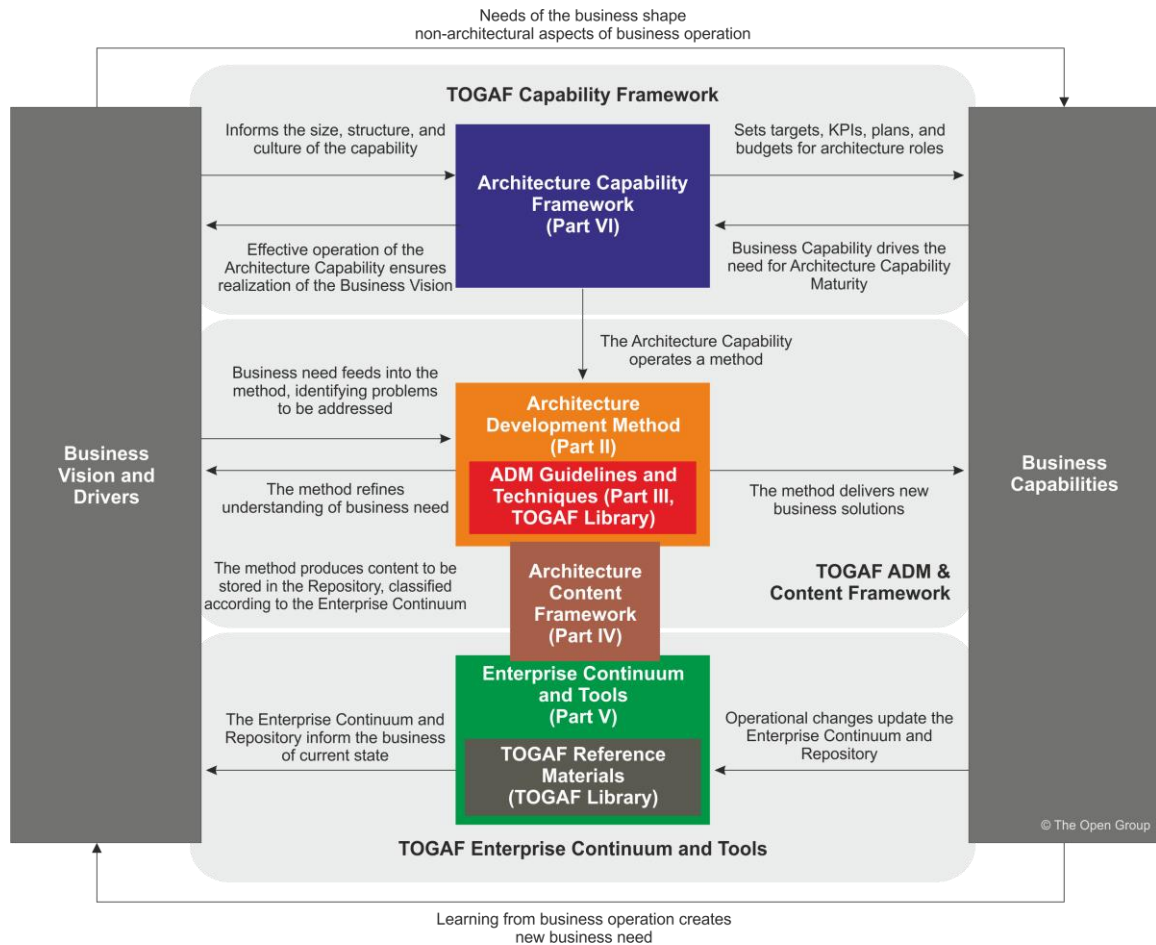 Needs of the business shape
non-architectural aspects of business operation
TOGAF Capability Framework
Informs the size, structure, and
culture of the capability
Architecture Capability
Framework
(Part VI)
Sets targets, KPIs, plans, and
budgets for architecture roles
Effective operation of the
Architecture Capability ensures
realization of the Business Vision
Business Capability drives the
need for Architecture Capability
Maturity
The Architecture Capability
operates a method
Business need feeds into the
method, identifying problems
to be addressed
Business
Vision and
Drivers
Architecture
Development Method
(Part II)
ADM Guidelines and
Techniques (Part III,
TOGAF Library)
Business
Capabilities
The method refines
understanding of business need
The method delivers new
business solutions
The method produces content to be
stored in the Repository, classified
according to the Enterprise Continuum
Architecture
Content
Framework
(Part IV)
TOGAF ADM &
Content Framework
Enterprise Continuum
and Tools
(Part V)
The Enterprise Continuum and
Repository inform the business
of current state
TOGAF Reference
Materials
(TOGAF Library)
Operational changes update the
Enterprise Continuum and
Repository
© The Open Group
TOGAF Enterprise Continuum and Tools
Learning from business operation creates
new business need